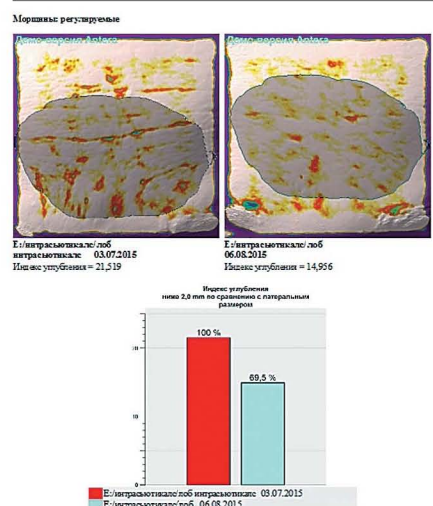 Морщины: регулируемые
Демо-версия Antera
Демо-версия Antera
E:/интрасьютикалс/лоб
интрасьютикалс 03.07.2015
Индекс углубления = 21,519
E:/интрасьютикалс/лоб
06.08.2015
Индекс углубления = 14,956
Индекс углубления
ниже 2,0 mm по сравнению с латеральным
размером
100 %
69,5 %
10
0
E:/интрасьютикалс/лоб интрасьютикалс 03.07.2015
E:/интрасьютикалс/лоб 06.08.2015